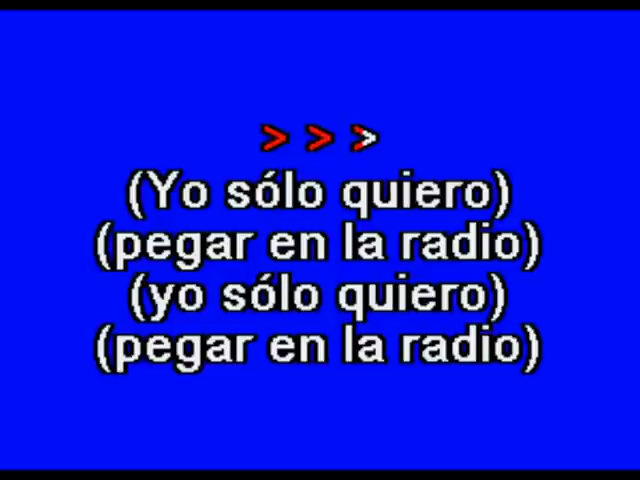 > > >
(Yo sólo quiero)
(pegar en la radio)
(yo sólo quiero)
(pegar en la radio)